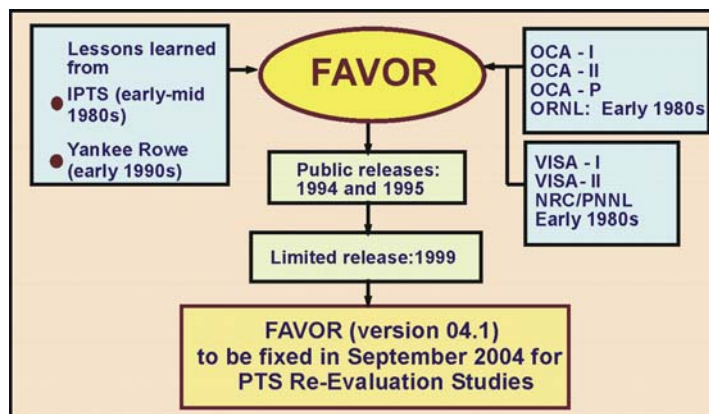 Lessons learned
from
IPTS (early-mid
1980s)
Yankee Rowe
(early 1990s)
FAVOR
OCA - I
OCA - II
OCA - P
ORNL: Early 1980s
VISA - I
VISA - II
NRC/PNNL
Early 1980s
Public releases:
1994 and 1995
Limited release:1999
FAVOR (version 04.1)
to be fixed in September 2004 for
PTS Re-Evaluation Studies